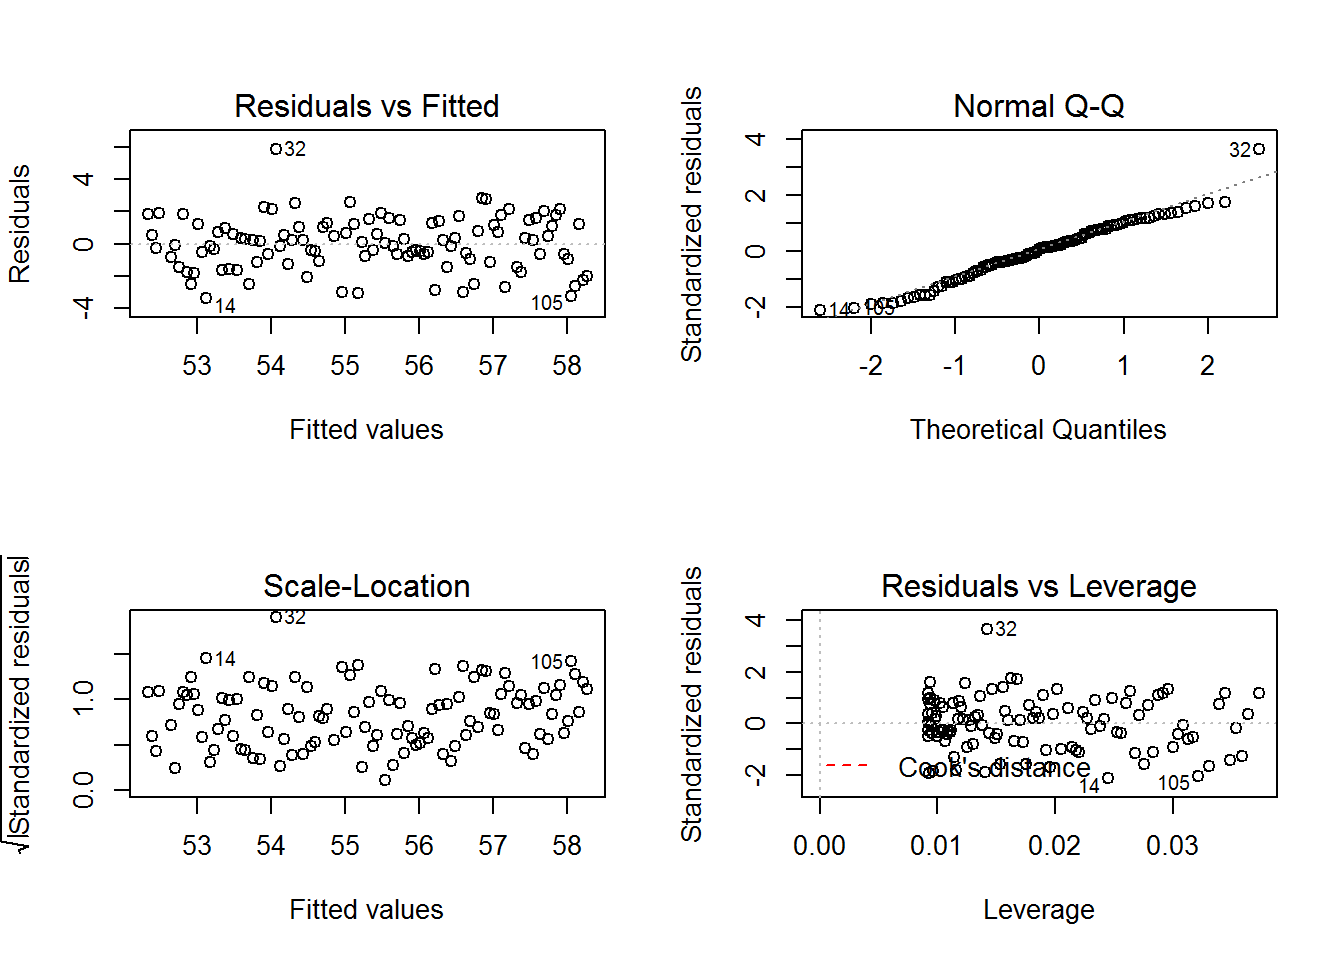 Residuals vs Fitted
Residuals
4
0
-4
32
14
105
53 54 55 56 57 58
Fitted values
Normal Q-Q
Standardized residuals
4
2
0
-2
32
14
105
-2 -1 0 1 2
Theoretical Quantiles
Scale-Location
√|Standardized residuals|
1.0
0.0
32
14
105
53 54 55 56 57 58
Fitted values
Residuals vs Leverage
Standardized residuals
4
2
0
-2
32
Cook's distance
14
105
0.00 0.01 0.02 0.03
Leverage